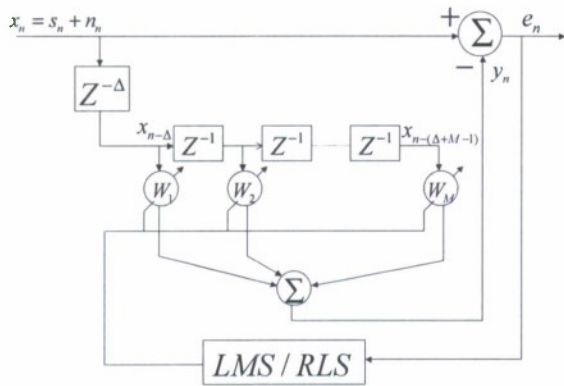 x_n = s_n + n_n
+
Σ
e_n
−
y_n
Z^{-Δ}
x_{n-Δ}
Z^{-1}
Z^{-1}
Z^{-1}
x_{n-(Δ+M-1)}
W_1
W_2
W_M
Σ
LMS / RLS